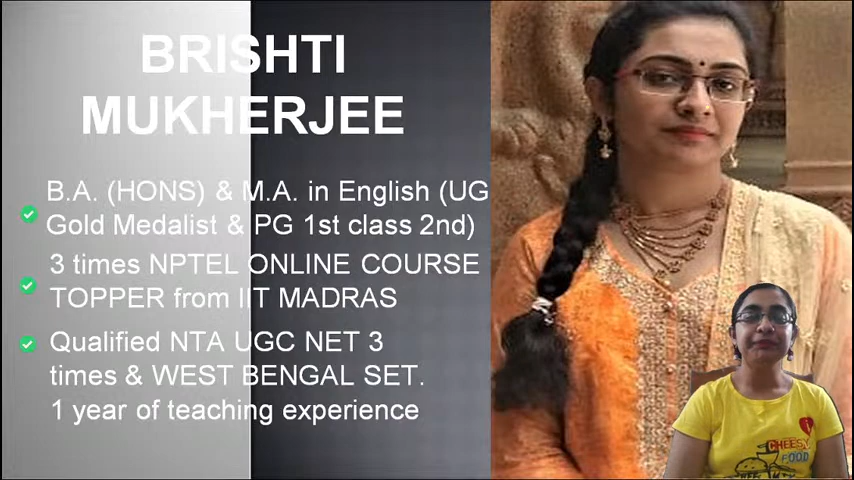 BRISHTI
MUKHERJEE
B.A. (HONS) & M.A. in English (UG
Gold Medalist & PG 1st class 2nd)
3 times NPTEL ONLINE COURSE
TOPPER from IIT MADRAS
Qualified NTA UGC NET 3
times & WEST BENGAL SET.
1 year of teaching experience
i
CHEESY
FOOD